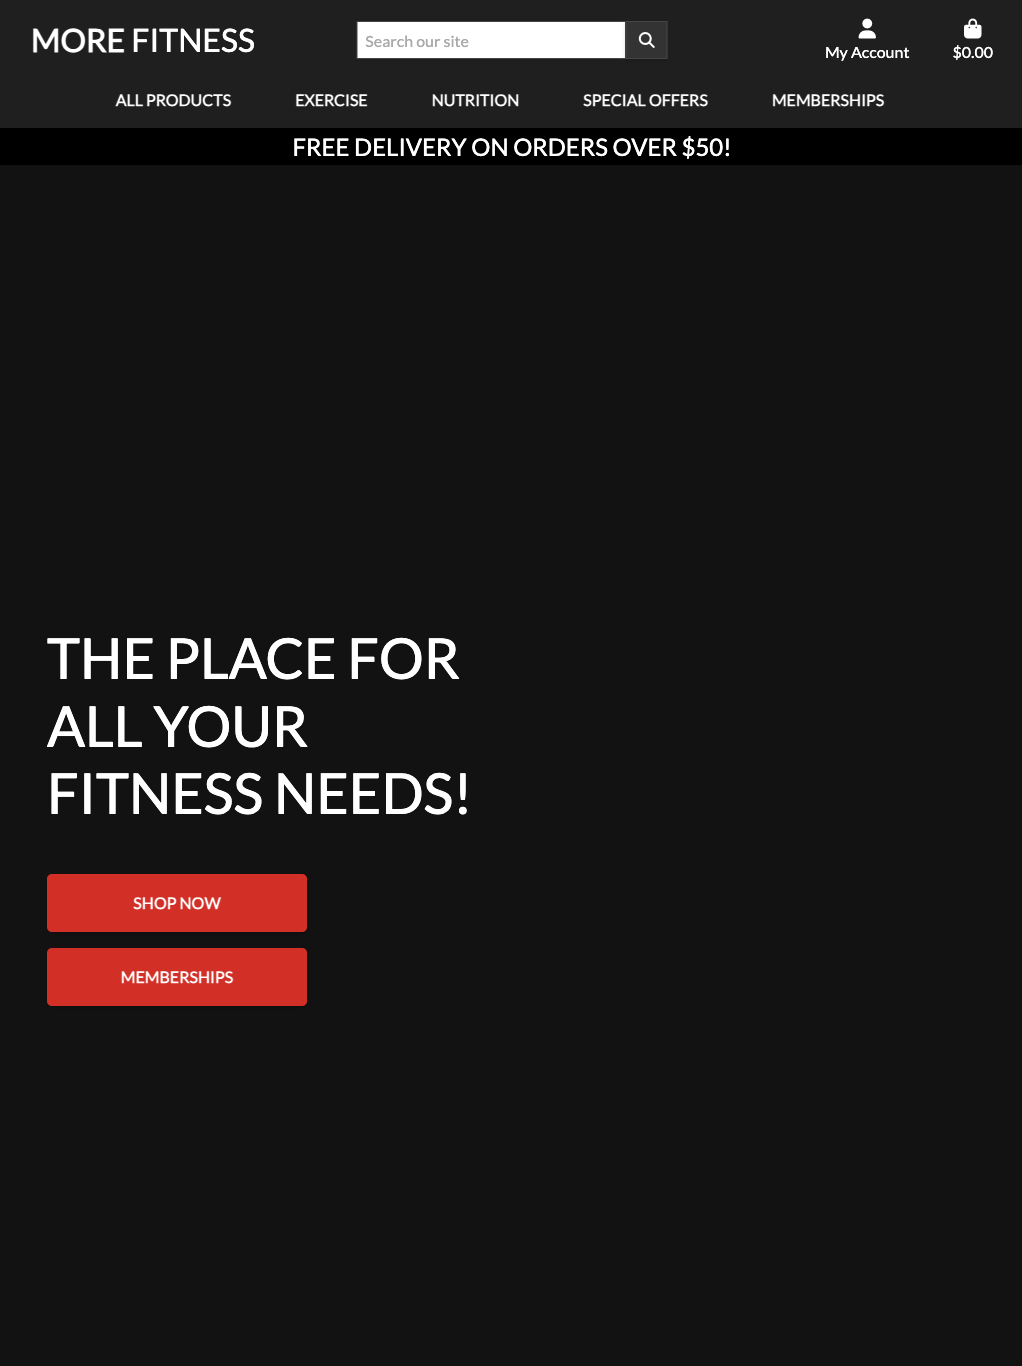 MORE FITNESS
Search our site
My Account
$0.00
ALL PRODUCTS
EXERCISE
NUTRITION
SPECIAL OFFERS
MEMBERSHIPS
FREE DELIVERY ON ORDERS OVER $50!
THE PLACE FOR
ALL YOUR
FITNESS NEEDS!
SHOP NOW
MEMBERSHIPS